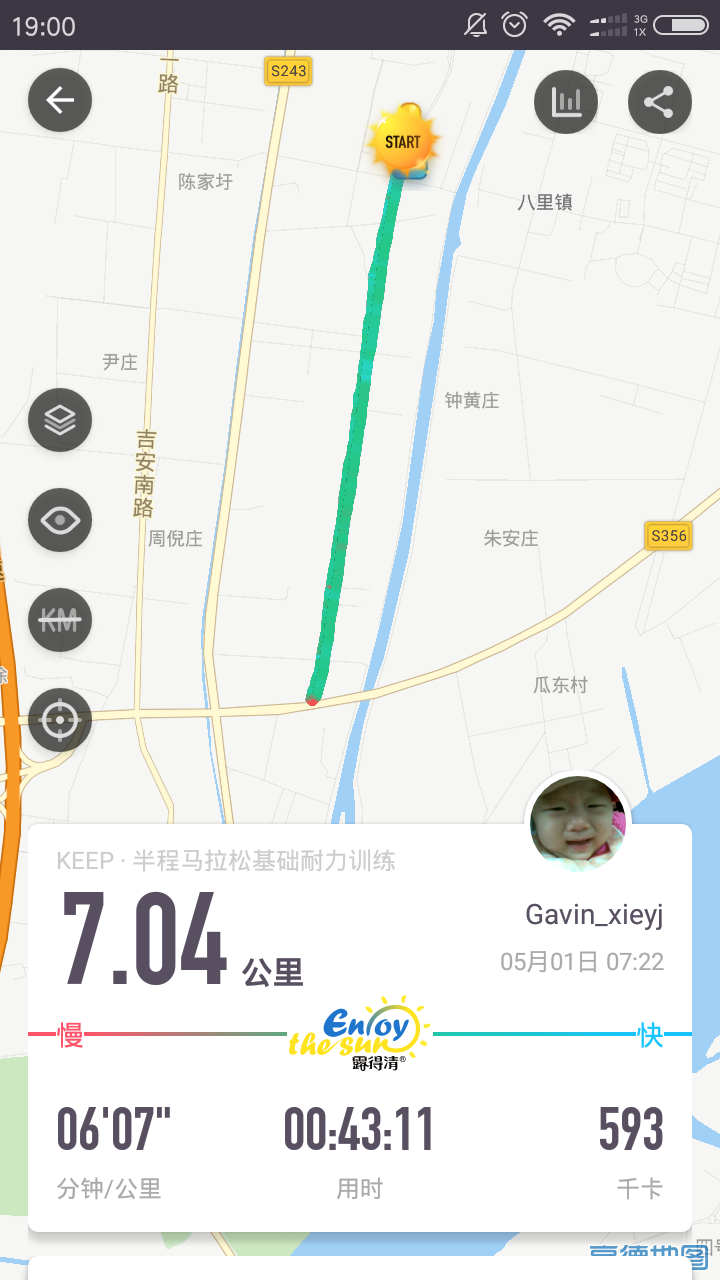 19:00
3G
1X
一路
S243
START
陈家圩
八里镇
尹庄
钟黄庄
吉安南路
周倪庄
朱安庄
S356
KM
瓜东村
KEEP · 半程马拉松基础耐力训练
7.04 公里
Gavin_xieyj
05月01日 07:22
慢
Enjoy
the sun
露得清®
快
06'07"
00:43:11
593
分钟/公里
用时
千卡
高德地图